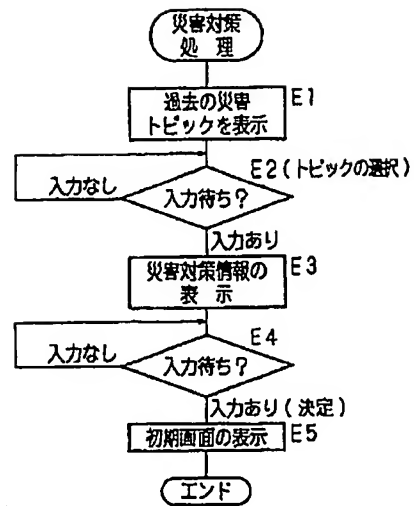 災害対策
処　理
過去の災害
トピックを表示
E1
E2(トピックの選択)
入力なし
入力待ち？
入力あり
災害対策情報の
表　示
E3
E4
入力なし
入力待ち？
入力あり(決定)
初期画面の表示
E5
エンド